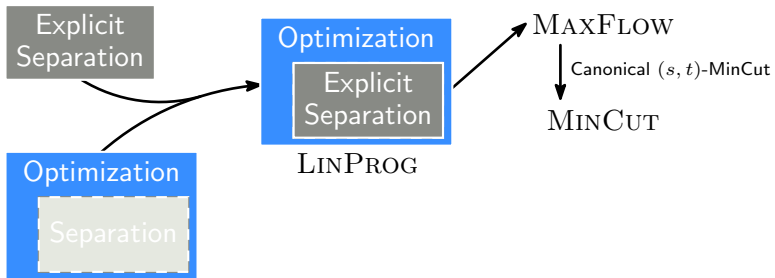 Explicit
Separation
Optimization
Explicit
Separation
LINPROG
MAXFLOW
Canonical (s, t)-MinCut
MINCUT
Optimization
Separation